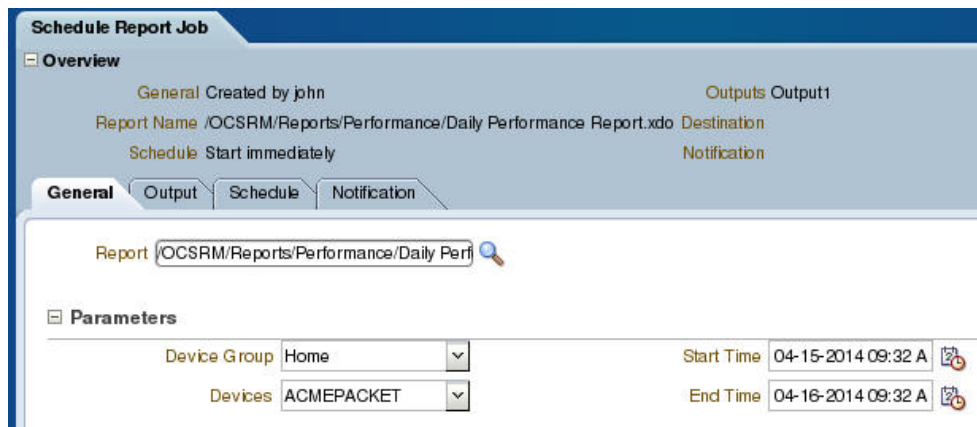 Schedule Report Job
Overview
General Created by john Outputs Output1
Report Name /OCSRM/Reports/Performance/Daily Performance Report.xdo Destination
Schedule Start immediately Notification
General Output Schedule Notification
Report /OCSRM/Reports/Performance/Daily Perf
Parameters
Device Group Home Start Time 04-15-2014 09:32 A
Devices ACMEPACKET End Time 04-16-2014 09:32 A